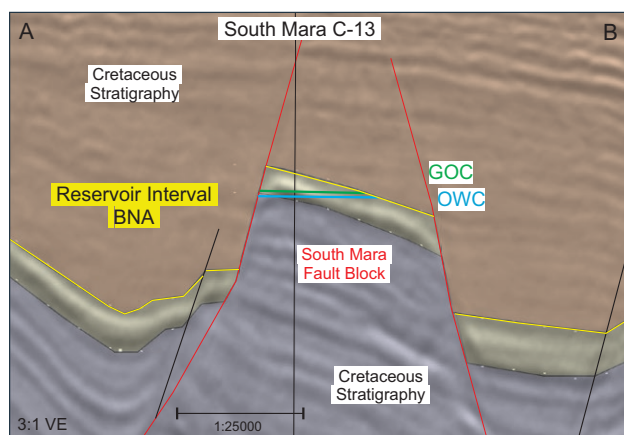 A
South Mara C-13
B
Cretaceous
Stratigraphy
GOC
Reservoir Interval
BNA
OWC
South Mara
Fault Block
Cretaceous
Stratigraphy
3:1 VE
1:25000